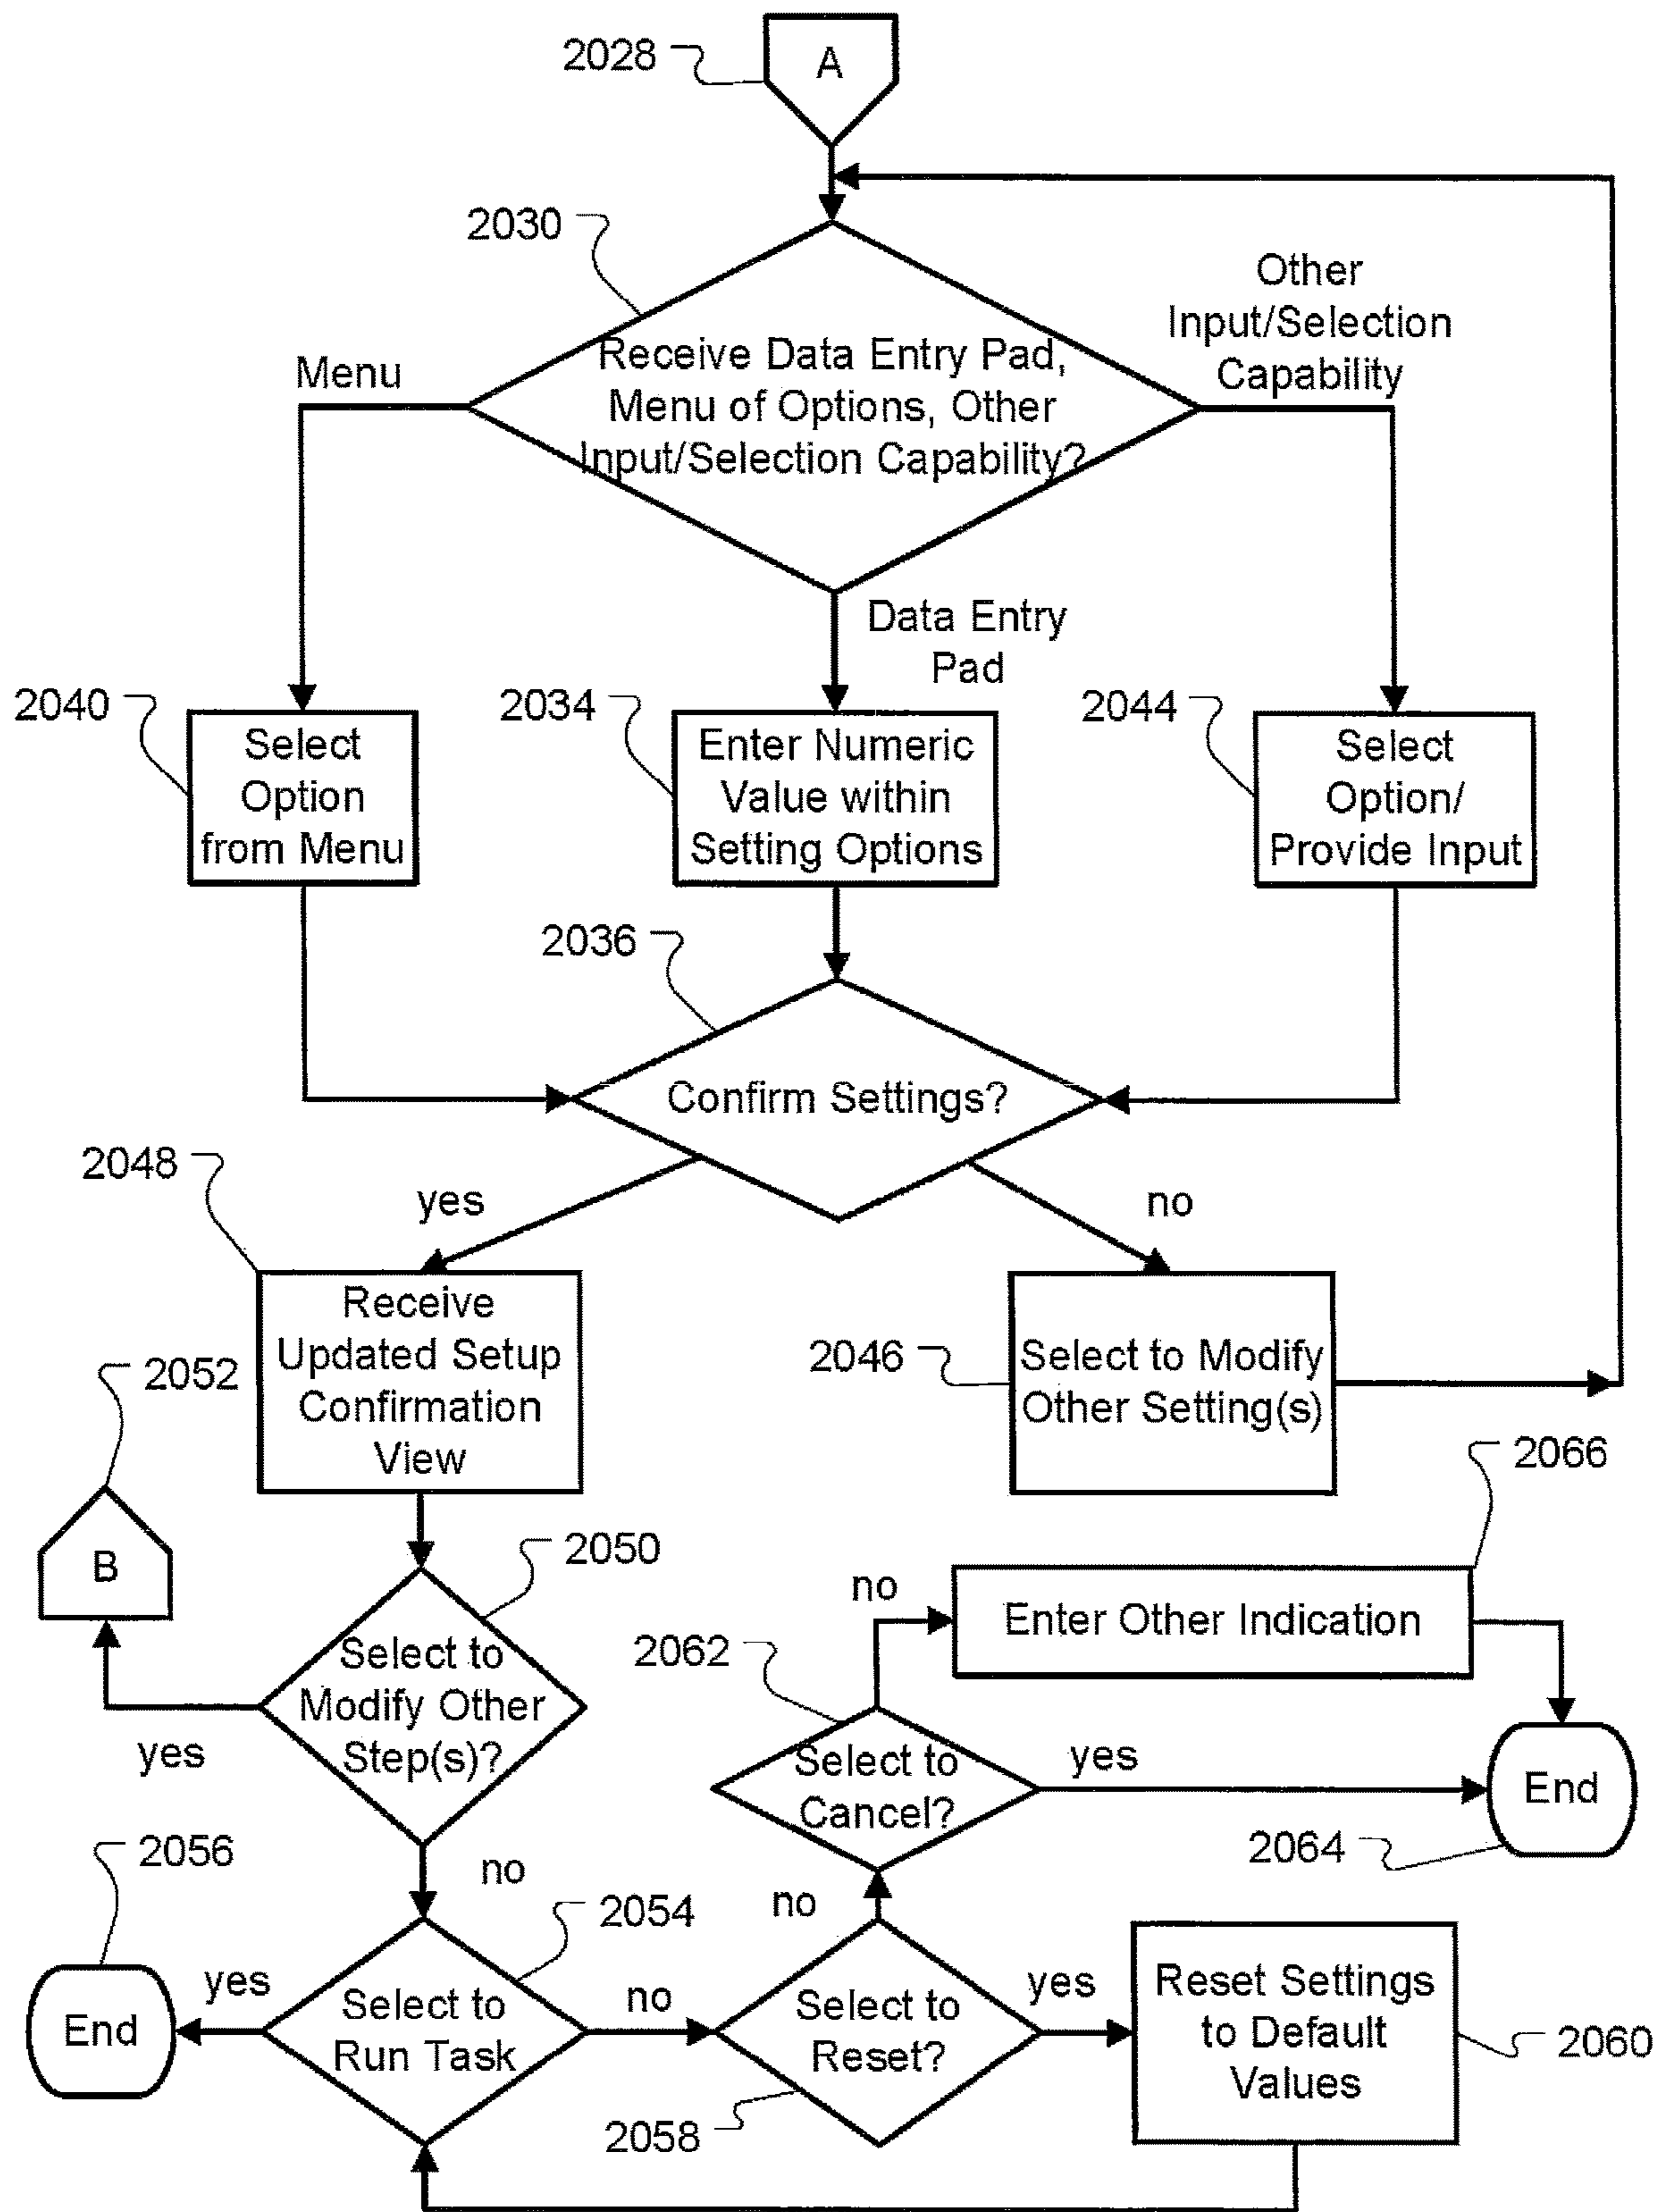 2028
A
2030
Other
Input/Selection
Capability
Menu
Receive Data Entry Pad,
Menu of Options, Other
Input/Selection Capability?
Data Entry
Pad
2040
Select
Option
from Menu
2034
Enter Numeric
Value within
Setting Options
2044
Select
Option/
Provide Input
2036
Confirm Settings?
yes
no
2048
Receive
Updated Setup
Confirmation
View
2046
Select to Modify
Other Setting(s)
2052
B
2050
Select to
Modify Other
Step(s)?
yes
no
2066
Enter Other Indication
no
2062
Select to
Cancel?
yes
End
2064
2056
End
yes
2054
Select to
Run Task
no
no
Select to
Reset?
2058
yes
Reset Settings
to Default
Values
2060